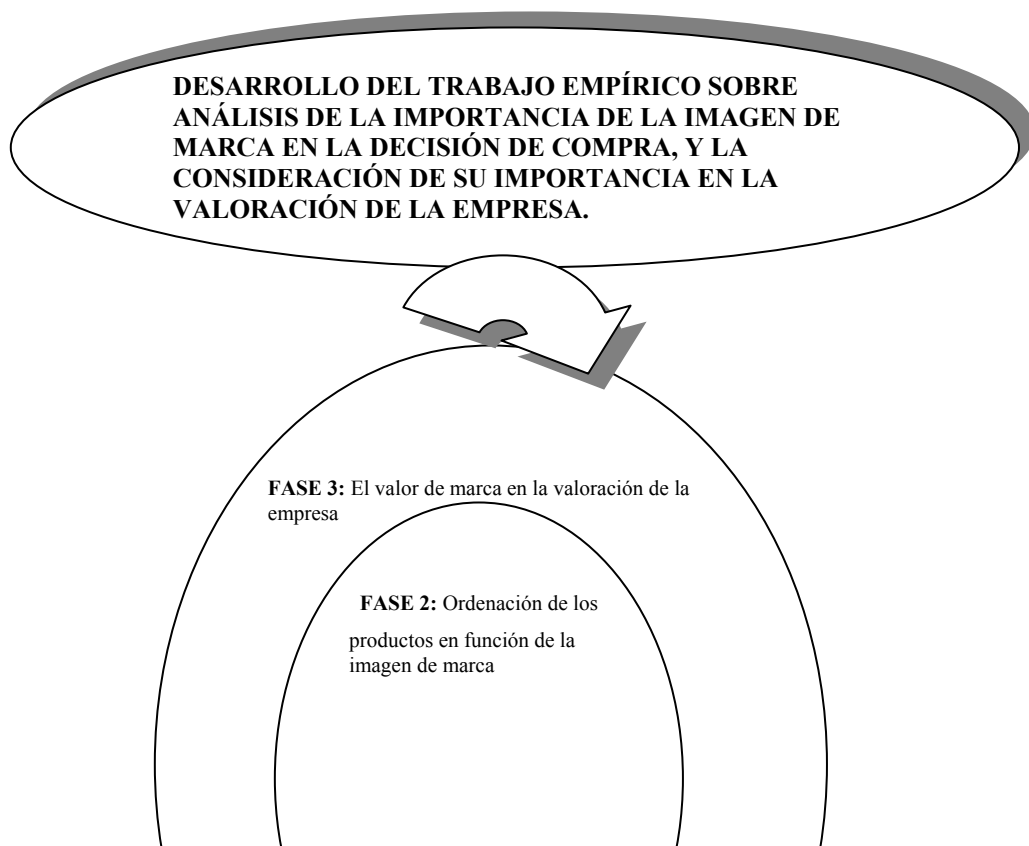 DESARROLLO DEL TRABAJO EMPÍRICO SOBRE
ANÁLISIS DE LA IMPORTANCIA DE LA IMAGEN DE
MARCA EN LA DECISIÓN DE COMPRA, Y LA
CONSIDERACIÓN DE SU IMPORTANCIA EN LA
VALORACIÓN DE LA EMPRESA.
FASE 3: El valor de marca en la valoración de la
empresa
FASE 2: Ordenación de los
productos en función de la
imagen de marca